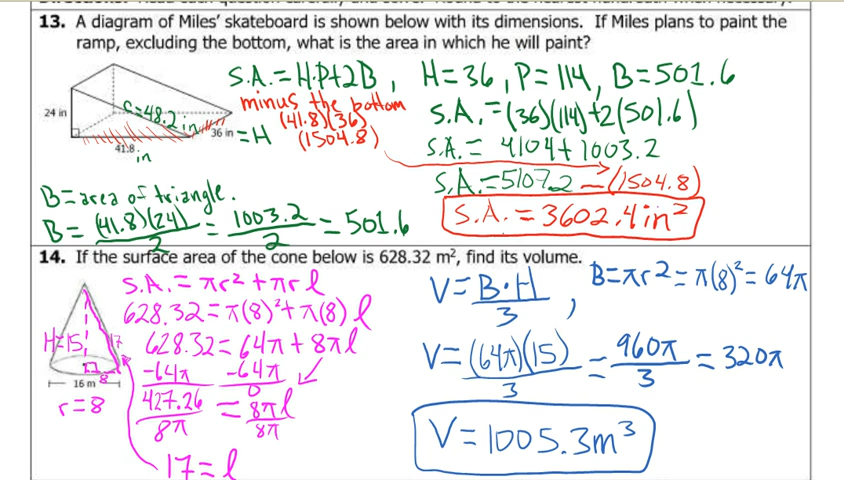 13. A diagram of Miles' skateboard is shown below with its dimensions. If Miles plans to paint the
ramp, excluding the bottom, what is the area in which he will paint?
S.A. = H·P+2B , H=36 , P=114, B=501.6
minus the bottom
(41.8)(36)
(1504.8)
S.A. = (36)(114)+2(501.6)
S.A. = 4104+1003.2
S.A. = 5107.2 - (1504.8)
S.A. = 3602.4 in²
24 in
c=48.2 in
36 in = H
41.8
in
B = area of triangle.
B = (41.8)(24)/2 = 1003.2/2 = 501.6
14. If the surface area of the cone below is 628.32 m², find its volume.
S.A. = πr² + πrl
628.32 = π(8)² + π(8)l
628.32 = 64π + 8πl
-64π -64π
0
427.26/8π = 8πl/8π
17 = l
H=15
17
8
16 m
r=8
V = B·H/3 , B=πr2 = π(8)² = 64π
V = (64π)(15)/3 = 960π/3 = 320π
V = 1005.3m³